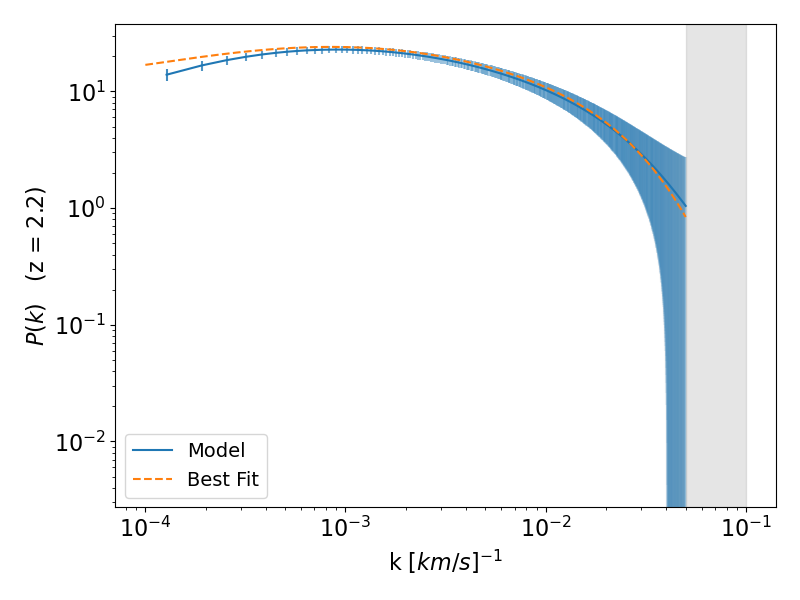 P(k) (z = 2.2)
10¹
10⁰
10⁻¹
10⁻²
Model
Best Fit
10⁻⁴ 10⁻³ 10⁻² 10⁻¹
k [km/s]⁻¹